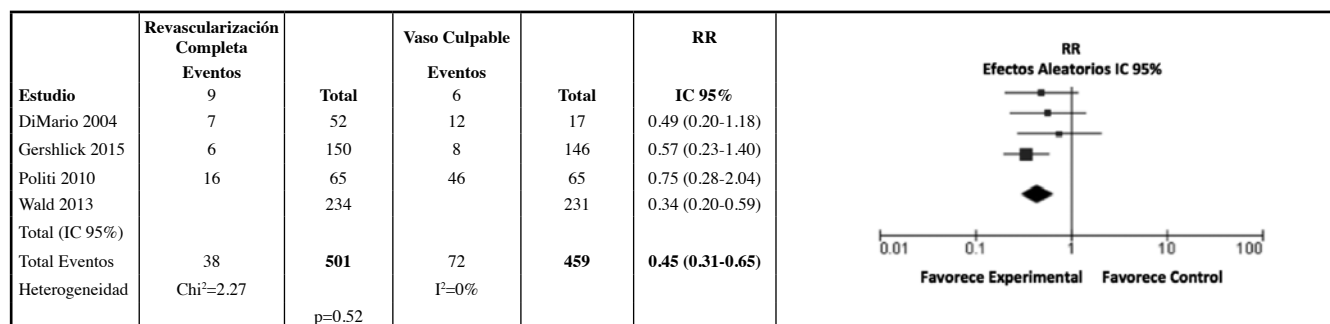 Revascularización Vaso Culpable RR
Completa
Eventos Eventos
Estudio 9 Total 6 Total IC 95%
DiMario 2004 7 52 12 17 0.49 (0.20-1.18)
Gershlick 2015 6 150 8 146 0.57 (0.23-1.40)
Politi 2010 16 65 46 65 0.75 (0.28-2.04)
Wald 2013 234 231 0.34 (0.20-0.59)
Total (IC 95%)
Total Eventos 38 501 72 459 0.45 (0.31-0.65)
Heterogeneidad Chi²=2.27 I²=0%
p=0.52
RR
Efectos Aleatorios IC 95%
0.01 0.1 1 10 100
Favorece Experimental Favorece Control